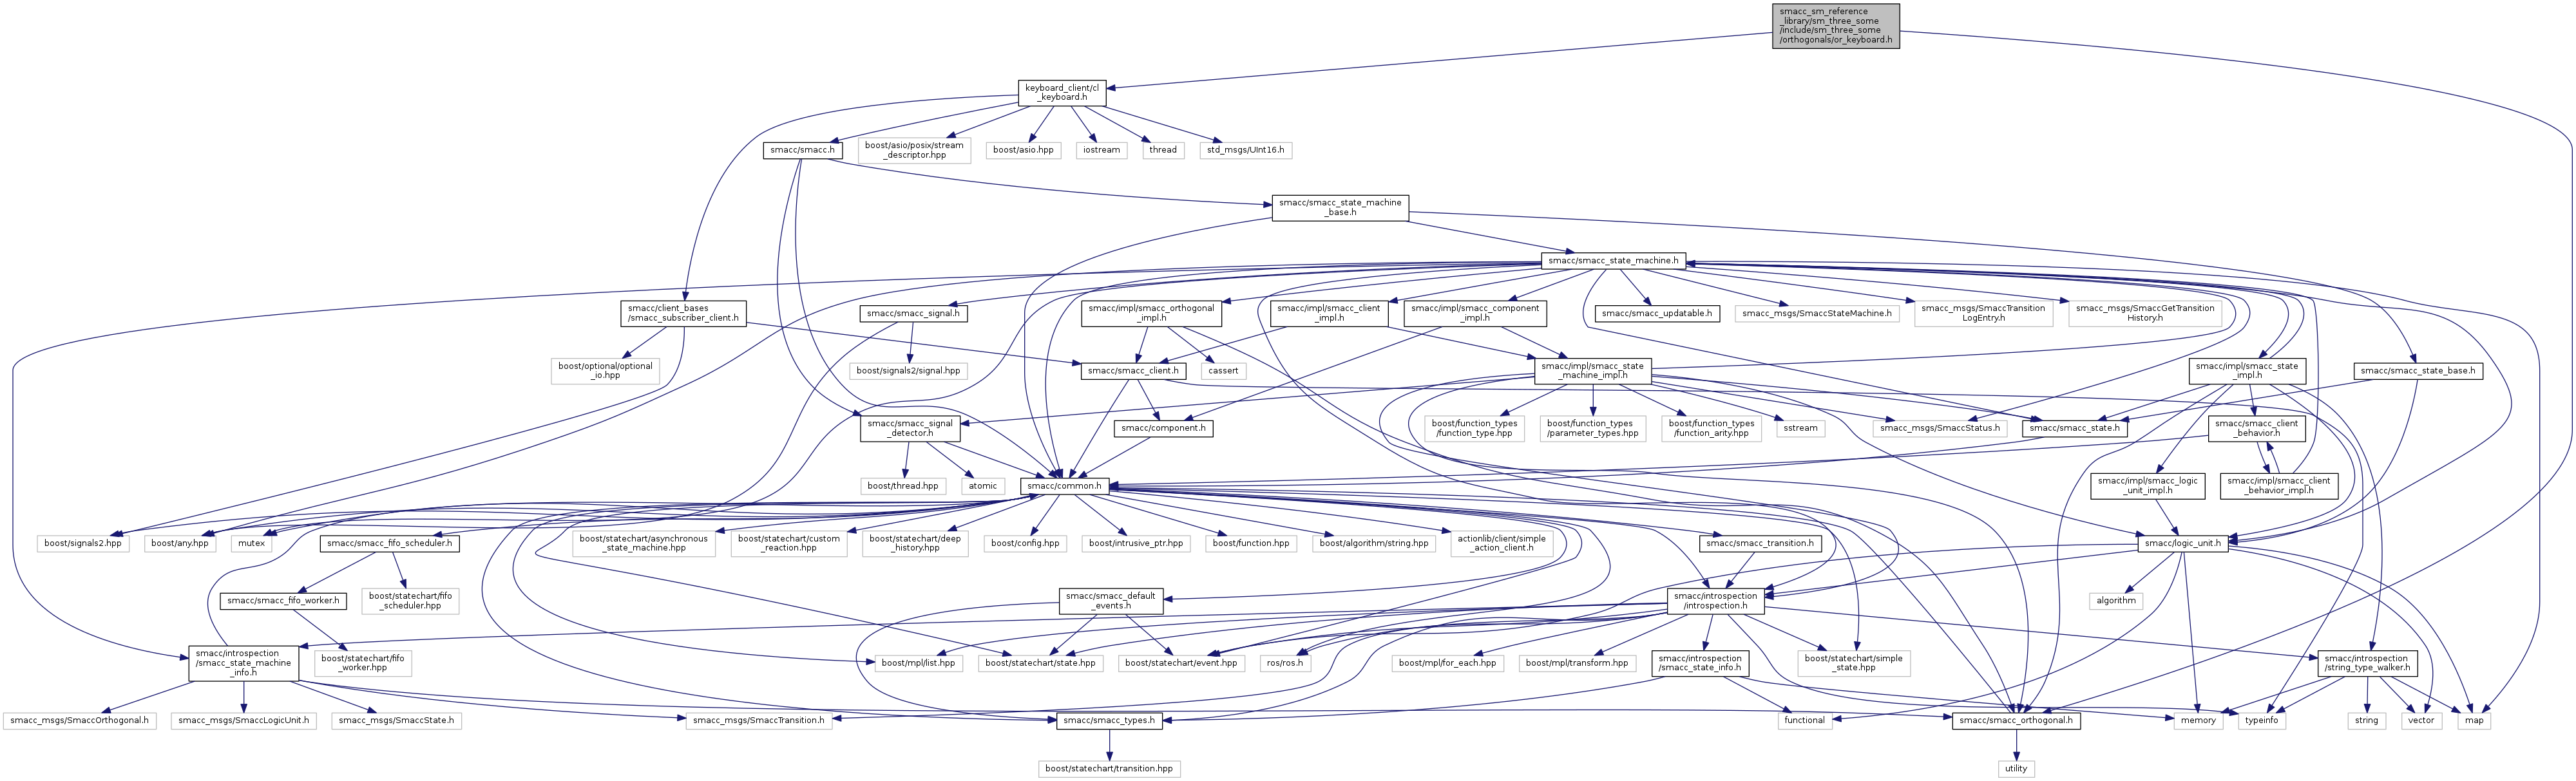 smacc_sm_reference
_library/sm_three_some
/include/sm_three_some
/orthogonals/or_keyboard.h
keyboard_client/cl
_keyboard.h
smacc/smacc.h
boost/asio/posix/stream
_descriptor.hpp
boost/asio.hpp
iostream
thread
std_msgs/UInt16.h
smacc/smacc_state_machine
_base.h
smacc/smacc_state_machine.h
smacc/client_bases
/smacc_subscriber_client.h
smacc/smacc_signal.h
smacc/impl/smacc_orthogonal
_impl.h
smacc/impl/smacc_client
_impl.h
smacc/impl/smacc_component
_impl.h
smacc/smacc_updatable.h
smacc_msgs/SmaccStateMachine.h
smacc_msgs/SmaccTransition
LogEntry.h
smacc_msgs/SmaccGetTransition
History.h
boost/optional/optional
_io.hpp
boost/signals2/signal.hpp
smacc/smacc_client.h
cassert
smacc/impl/smacc_state
_machine_impl.h
smacc/impl/smacc_state
_impl.h
smacc/smacc_state_base.h
smacc/smacc_signal
_detector.h
smacc/component.h
boost/function_types
/function_type.hpp
boost/function_types
/parameter_types.hpp
boost/function_types
/function_arity.hpp
sstream
smacc_msgs/SmaccStatus.h
smacc/smacc_state.h
smacc/smacc_client
_behavior.h
boost/thread.hpp
atomic
smacc/common.h
smacc/impl/smacc_logic
_unit_impl.h
smacc/impl/smacc_client
_behavior_impl.h
boost/signals2.hpp
boost/any.hpp
mutex
smacc/smacc_fifo_scheduler.h
boost/statechart/asynchronous
_state_machine.hpp
boost/statechart/custom
_reaction.hpp
boost/statechart/deep
_history.hpp
boost/config.hpp
boost/intrusive_ptr.hpp
boost/function.hpp
boost/algorithm/string.hpp
actionlib/client/simple
_action_client.h
smacc/smacc_transition.h
smacc/logic_unit.h
smacc/smacc_fifo_worker.h
boost/statechart/fifo
_scheduler.hpp
smacc/smacc_default
_events.h
smacc/introspection
/introspection.h
algorithm
smacc/introspection
/smacc_state_machine
_info.h
boost/statechart/fifo
_worker.hpp
boost/mpl/list.hpp
boost/statechart/state.hpp
boost/statechart/event.hpp
ros/ros.h
boost/mpl/for_each.hpp
boost/mpl/transform.hpp
smacc/introspection
/smacc_state_info.h
boost/statechart/simple
_state.hpp
smacc/introspection
/string_type_walker.h
smacc_msgs/SmaccOrthogonal.h
smacc_msgs/SmaccLogicUnit.h
smacc_msgs/SmaccState.h
smacc_msgs/SmaccTransition.h
smacc/smacc_types.h
functional
smacc/smacc_orthogonal.h
memory
typeinfo
string
vector
map
boost/statechart/transition.hpp
utility